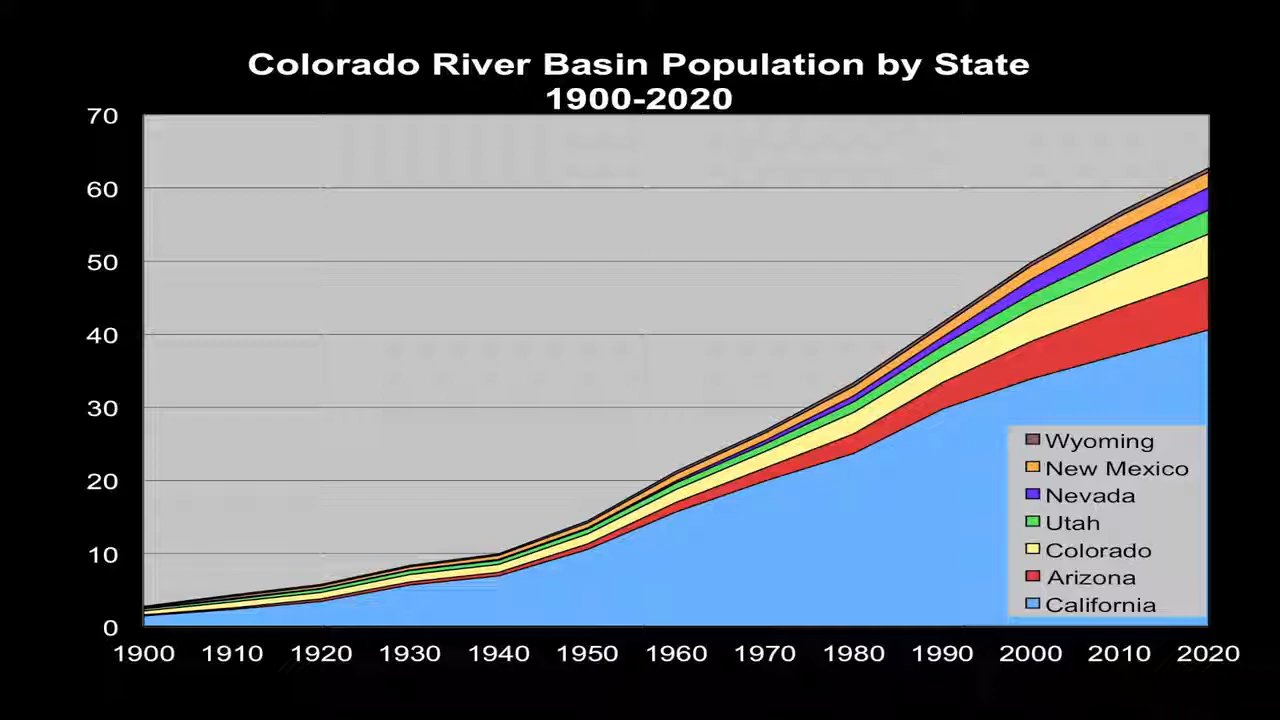 Colorado River Basin Population by State
1900-2020
70
60
50
40
30
20
10
0
Wyoming
New Mexico
Nevada
Utah
Colorado
Arizona
California
1900 1910 1920 1930 1940 1950 1960 1970 1980 1990 2000 2010 2020